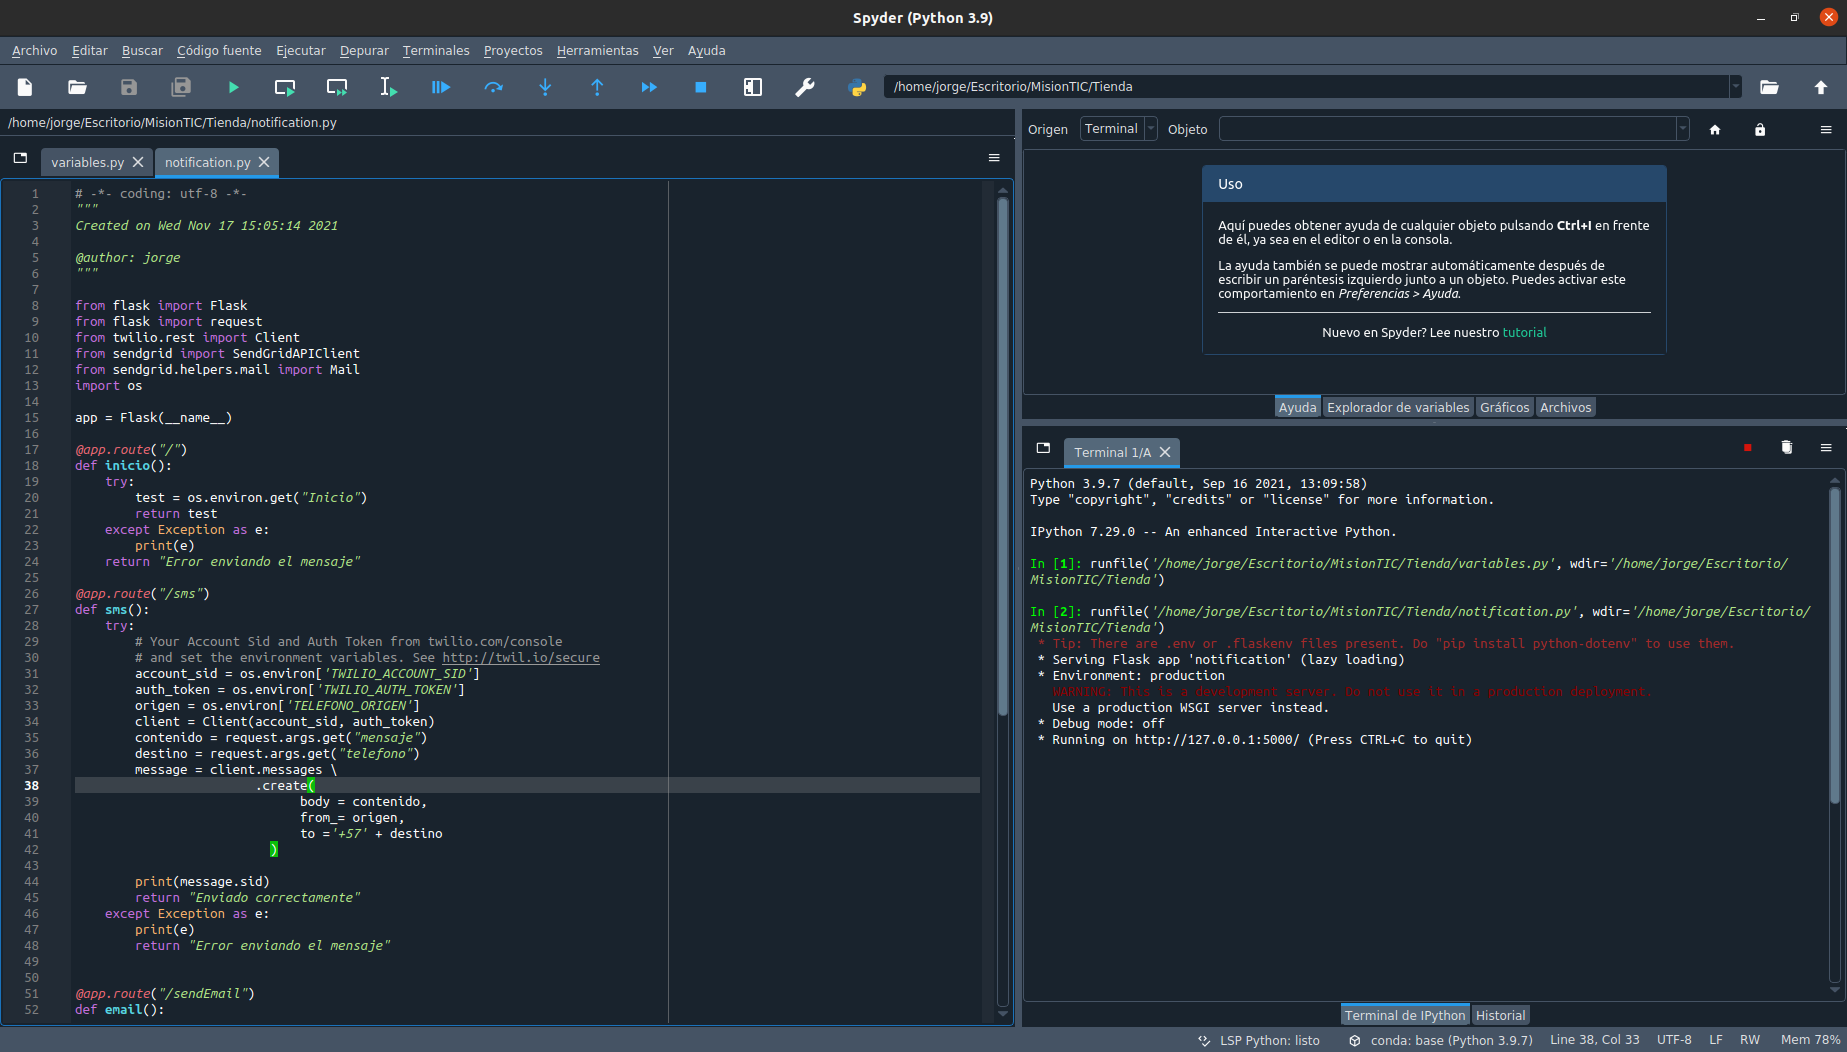 Spyder (Python 3.9)
Archivo Editar Buscar Código fuente Ejecutar Depurar Terminales Proyectos Herramientas Ver Ayuda
/home/jorge/Escritorio/MisionTIC/Tienda
/home/jorge/Escritorio/MisionTIC/Tienda/notification.py
variables.py notification.py
1 # -*- coding: utf-8 -*-
2 """
3 Created on Wed Nov 17 15:05:14 2021
4
5 @author: jorge
6 """
7
8 from flask import Flask
9 from flask import request
10 from twilio.rest import Client
11 from sendgrid import SendGridAPIClient
12 from sendgrid.helpers.mail import Mail
13 import os
14
15 app = Flask(__name__)
16
17 @app.route("/")
18 def inicio():
19     try:
20         test = os.environ.get("Inicio")
21         return test
22     except Exception as e:
23         print(e)
24     return "Error enviando el mensaje"
25
26 @app.route("/sms")
27 def sms():
28     try:
29         # Your Account Sid and Auth Token from twilio.com/console
30         # and set the environment variables. See http://twil.io/secure
31         account_sid = os.environ['TWILIO_ACCOUNT_SID']
32         auth_token = os.environ['TWILIO_AUTH_TOKEN']
33         origen = os.environ['TELEFONO_ORIGEN']
34         client = Client(account_sid, auth_token)
35         contenido = request.args.get("mensaje")
36         destino = request.args.get("telefono")
37         message = client.messages \
38                         .create(
39                               body = contenido,
40                               from_= origen,
41                               to ='+57' + destino
42                           )
43
44         print(message.sid)
45         return "Enviado correctamente"
46     except Exception as e:
47         print(e)
48         return "Error enviando el mensaje"
49
50
51 @app.route("/sendEmail")
52 def email():
Origen Terminal Objeto
Uso
Aquí puedes obtener ayuda de cualquier objeto pulsando Ctrl+I en frente
de él, ya sea en el editor o en la consola.
La ayuda también se puede mostrar automáticamente después de
escribir un paréntesis izquierdo junto a un objeto. Puedes activar este
comportamiento en Preferencias > Ayuda.
Nuevo en Spyder? Lee nuestro tutorial
Ayuda Explorador de variables Gráficos Archivos
Terminal 1/A
Python 3.9.7 (default, Sep 16 2021, 13:09:58)
Type "copyright", "credits" or "license" for more information.
IPython 7.29.0 -- An enhanced Interactive Python.
In [1]: runfile('/home/jorge/Escritorio/MisionTIC/Tienda/variables.py', wdir='/home/jorge/Escritorio/
MisionTIC/Tienda')
In [2]: runfile('/home/jorge/Escritorio/MisionTIC/Tienda/notification.py', wdir='/home/jorge/Escritorio/
MisionTIC/Tienda')
* Tip: There are .env or .flaskenv files present. Do "pip install python-dotenv" to use them.
* Serving Flask app 'notification' (lazy loading)
* Environment: production
WARNING: This is a development server. Do not use it in a production deployment.
Use a production WSGI server instead.
* Debug mode: off
* Running on http://127.0.0.1:5000/ (Press CTRL+C to quit)
Terminal de IPython Historial
LSP Python: listo conda: base (Python 3.9.7) Line 38, Col 33 UTF-8 LF RW Mem 78%